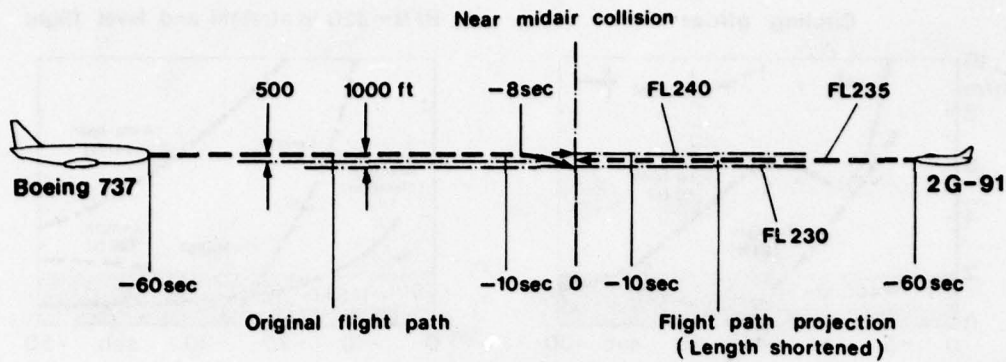 Near midair collision
500
1000 ft
−8sec
FL240
FL235
Boeing 737
2G-91
FL230
−60sec
−10sec
0
−10sec
−60sec
Original flight path
Flight path projection
(Length shortened)